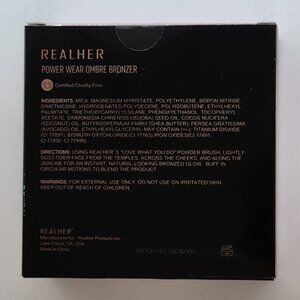 REALHER
POWER WEAR OMBRE BRONZER
Certified Cruelty Free
INGREDIENTS: MICA, MAGNESIUM MYRISTATE, POLYETHYLENE, BORON NITRIDE,
DIMETHICONE, HYDROGENATED POLYDECENE, POLYISOBUTENE, ETHYLHEXYL
PALMITATE, TRIETHOXYCAPRYLYLSILANE, PHENOXYETHANOL, TOCOPHERYL
ACETATE, SIMMONDSIA CHINENSIS (JOJOBA) SEED OIL, COCOS NUCIFERA
(COCONUT) OIL, BUTYROSPERMUM PARKII (SHEA BUTTER), PERSEA GRATISSIMA
(AVOCADO) OIL, ETHYLHEXYLGLYCERIN, MAY CONTAIN (+/-): TITANIUM DIOXIDE
(CI 77891), BISMUTH OXYCHLORIDE (CI 77163) IRON OXIDES (CI 77491,
CI 77492, CI 77499)
DIRECTIONS: USING REALHER'S "LOVE WHAT YOU DO" POWDER BRUSH, LIGHTLY
DUST OVER FACE FROM THE TEMPLES, ACROSS THE CHEEKS, AND ALONG THE
JAWLINE FOR AN INSTANT, NATURAL LOOKING BRONZED GLOW. BUFF IN
CIRCULAR MOTIONS TO BLEND THE PRODUCT.
WARNINGS: FOR EXTERNAL USE ONLY. DO NOT USE ON IRRITATED SKIN.
KEEP OUT OF REACH OF CHILDREN.
REALHER
Manufactured for: Realher Products Inc.
Lake Forest, CA, USA
Made in China
BATCH NO.